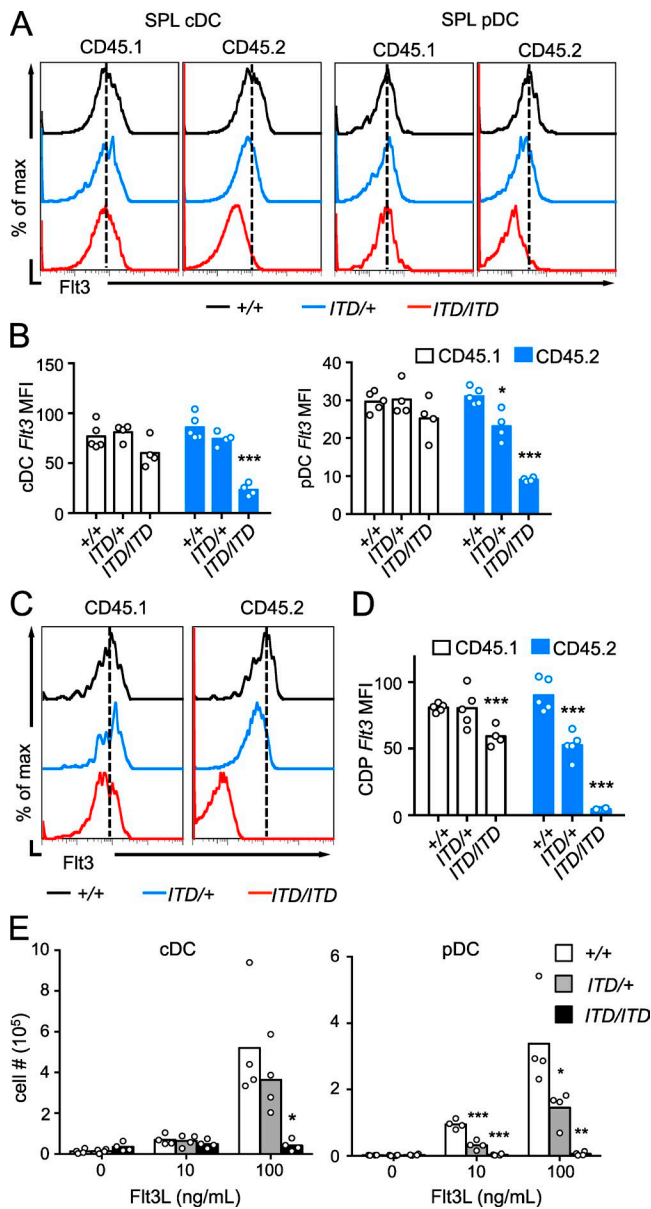 A
SPL cDC
SPL pDC
CD45.1
CD45.2
CD45.1
CD45.2
% of max
Flt3
+/+
ITD/+
ITD/ITD
B
CD45.1
CD45.2
cDC Flt3 MFI
100
50
0
***
+/+
ITD/+
ITD/ITD
+/+
ITD/+
ITD/ITD
pDC Flt3 MFI
40
30
20
10
0
*
***
+/+
ITD/+
ITD/ITD
+/+
ITD/+
ITD/ITD
C
CD45.1
CD45.2
% of max
Flt3
+/+
ITD/+
ITD/ITD
D
CD45.1
CD45.2
CDP Flt3 MFI
100
50
0
***
***
***
+/+
ITD/+
ITD/ITD
+/+
ITD/+
ITD/ITD
E
cDC
pDC
+/+
ITD/+
ITD/ITD
cell # (10⁵)
10
8
6
4
2
0
*
0
10
100
Flt3L (ng/mL)
6
4
2
0
***
***
*
**
0
10
100
Flt3L (ng/mL)